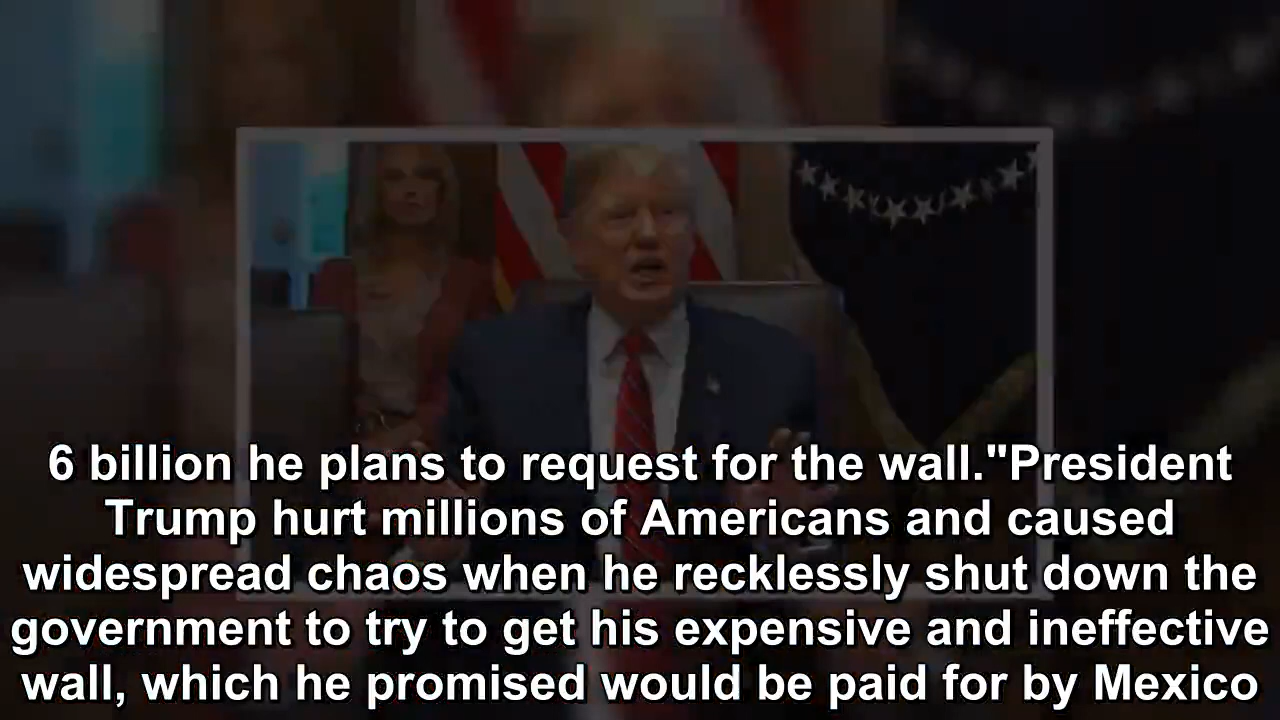 6 billion he plans to request for the wall."President
Trump hurt millions of Americans and caused
widespread chaos when he recklessly shut down the
government to try to get his expensive and ineffective
wall, which he promised would be paid for by Mexico